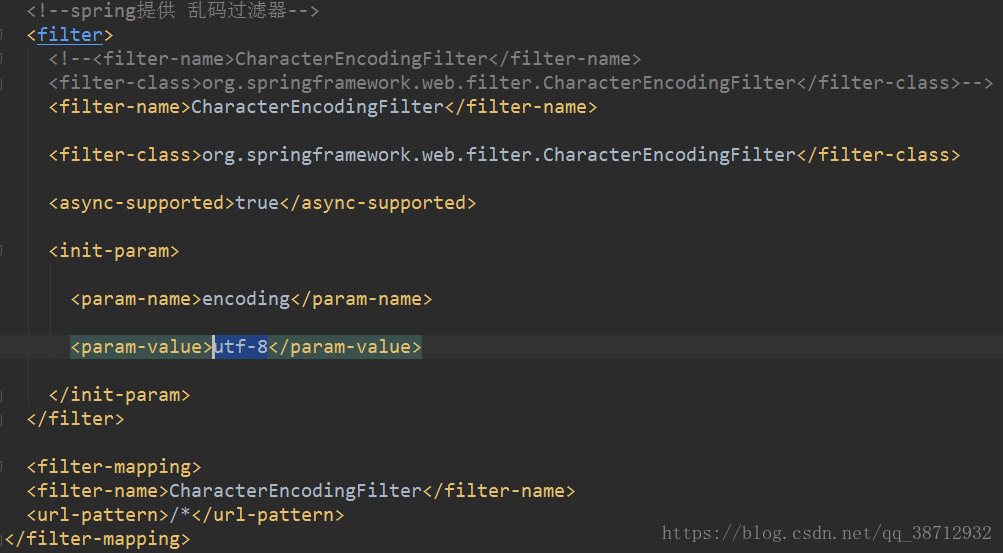 <!--spring提供 乱码过滤器-->
<filter>
<!--<filter-name>CharacterEncodingFilter</filter-name>
<filter-class>org.springframework.web.filter.CharacterEncodingFilter</filter-class>-->
<filter-name>CharacterEncodingFilter</filter-name>
<filter-class>org.springframework.web.filter.CharacterEncodingFilter</filter-class>
<async-supported>true</async-supported>
<init-param>
<param-name>encoding</param-name>
<param-value>utf-8</param-value>
</init-param>
</filter>
<filter-mapping>
<filter-name>CharacterEncodingFilter</filter-name>
<url-pattern>/*</url-pattern>
</filter-mapping>
https://blog.csdn.net/qq_38712932